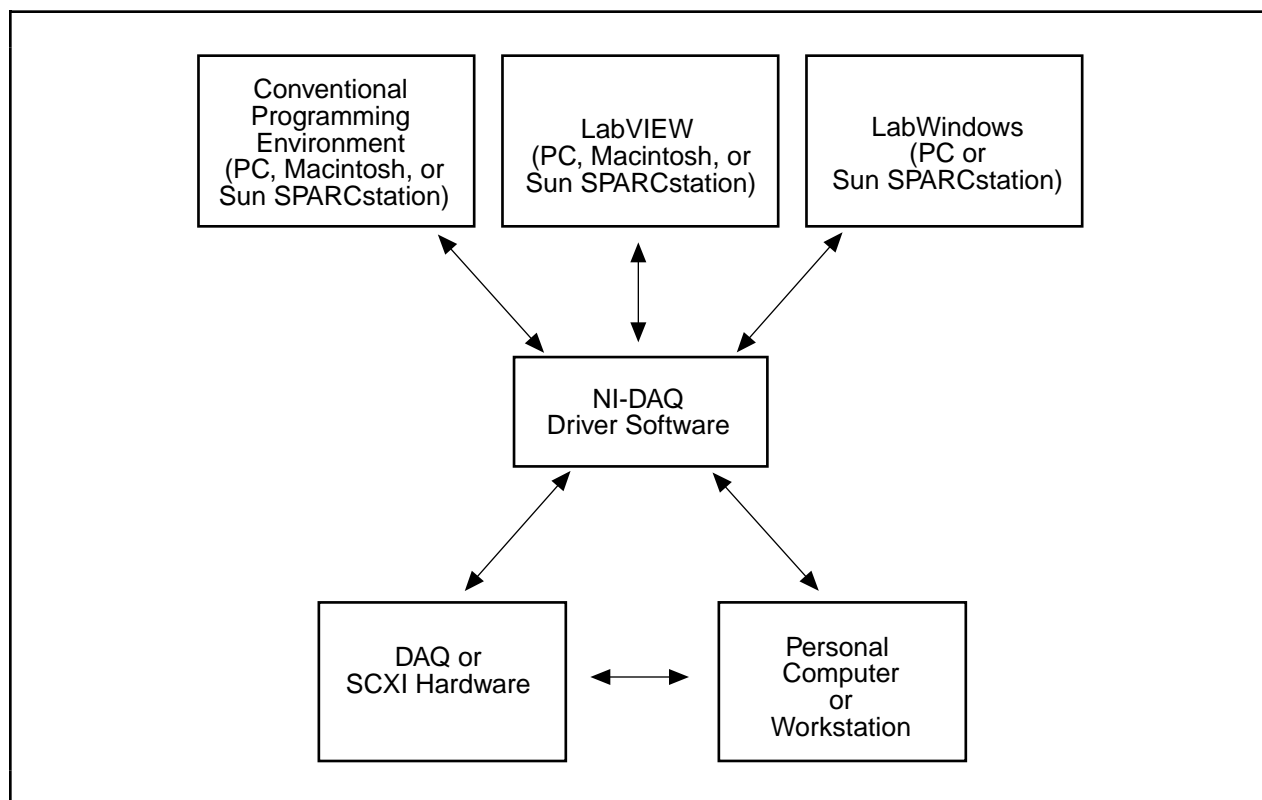 Conventional
Programming
Environment
(PC, Macintosh, or
Sun SPARCstation)
LabVIEW
(PC, Macintosh, or
Sun SPARCstation)
LabWindows
(PC or
Sun SPARCstation)
NI-DAQ
Driver Software
DAQ or
SCXI Hardware
Personal
Computer
or
Workstation